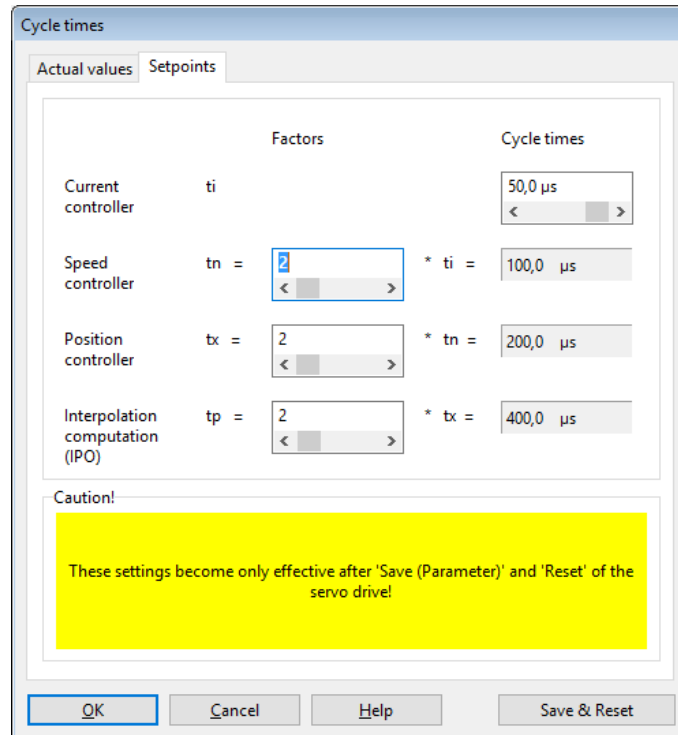 Cycle times
Actual values Setpoints
Factors Cycle times
Current controller ti 50,0 µs
Speed controller tn = 2 * ti = 100,0 µs
Position controller tx = 2 * tn = 200,0 µs
Interpolation computation (IPO) tp = 2 * tx = 400,0 µs
Caution!
These settings become only effective after 'Save (Parameter)' and 'Reset' of the
servo drive!
OK Cancel Help Save & Reset